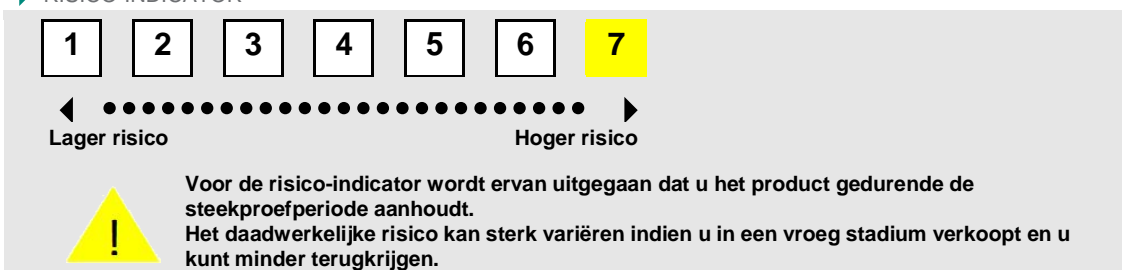 RISICO-INDICATOR
1 2 3 4 5 6 7
Lager risico Hoger risico
Voor de risico-indicator wordt ervan uitgegaan dat u het product gedurende de
steekproefperiode aanhoudt.
Het daadwerkelijke risico kan sterk variëren indien u in een vroeg stadium verkoopt en u
kunt minder terugkrijgen.